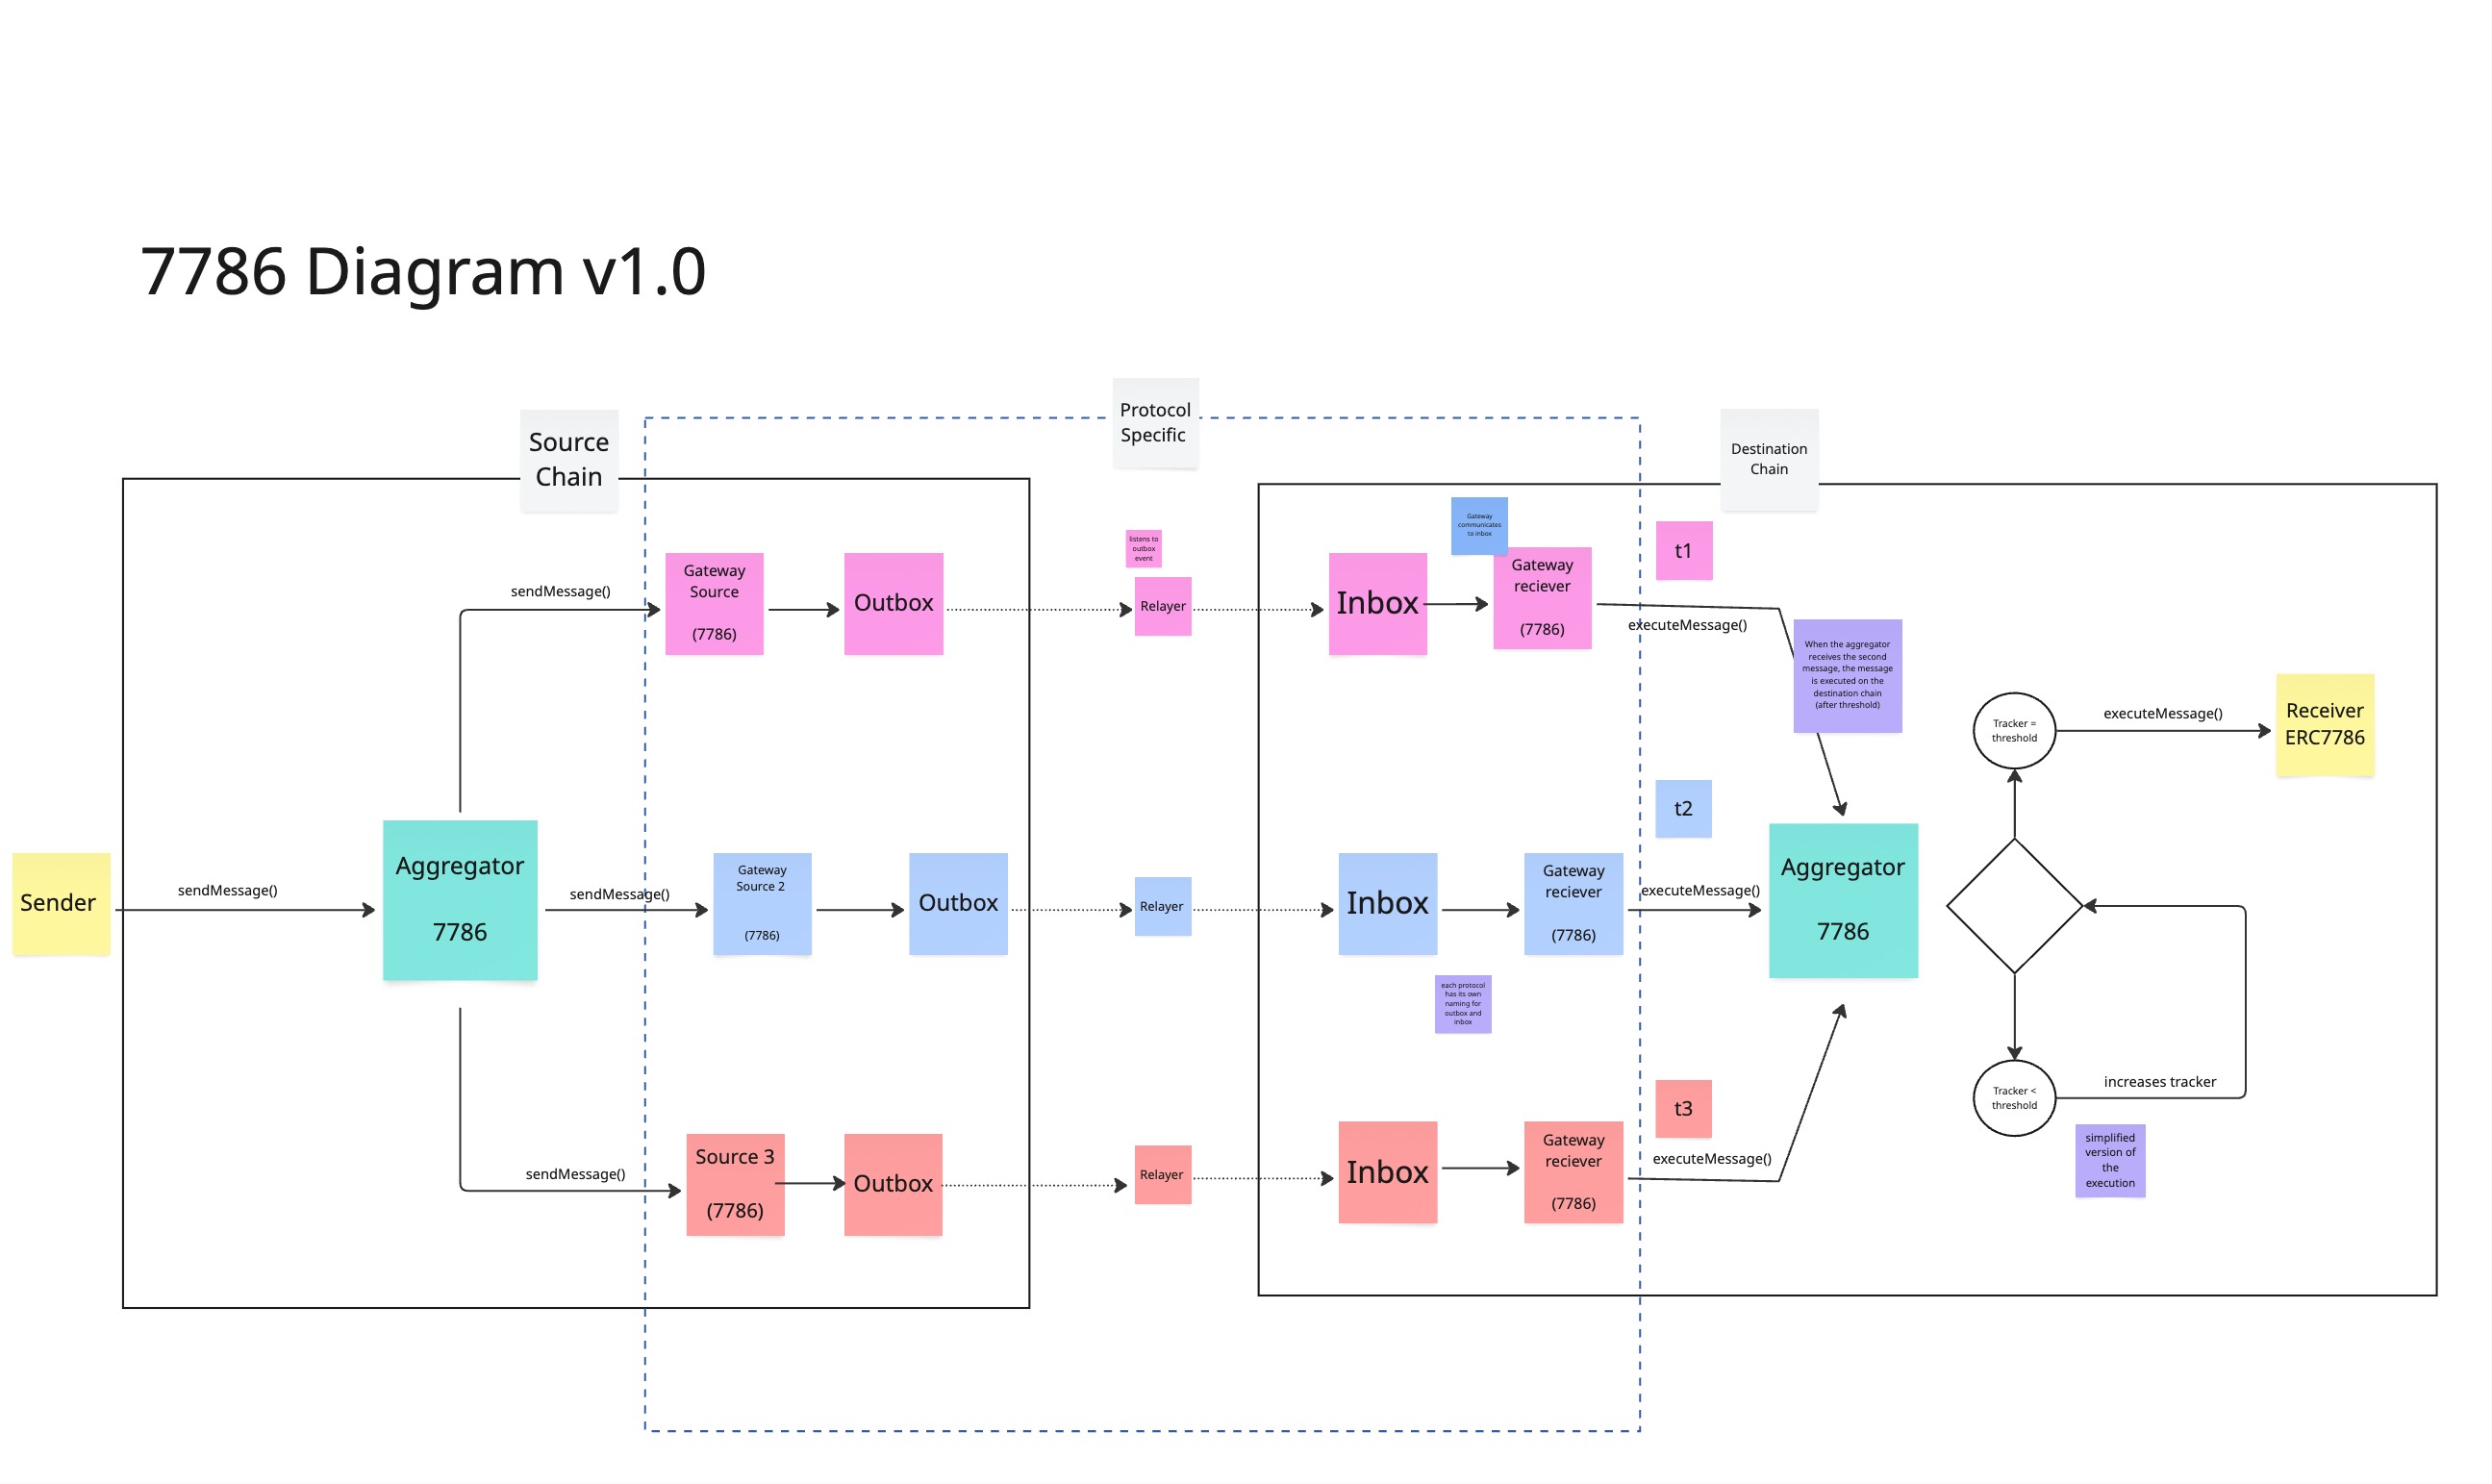 7786 Diagram v1.0
Source
Chain
Protocol
Specific
Destination
Chain
Sender
sendMessage()
Aggregator
7786
sendMessage()
Gateway
Source
(7786)
Outbox
listens to
outbox
event
Relayer
Inbox
Gateway
communicates
to inbox
Gateway
reciever
(7786)
t1
executeMessage()
When the aggregator
receives the second
message, the message
is executed on the
destination chain
(after threshold)
sendMessage()
Gateway
Source 2
(7786)
Outbox
Relayer
Inbox
Gateway
reciever
(7786)
each protocol
has its own
naming for
outbox and
inbox
t2
executeMessage()
sendMessage()
Source 3
(7786)
Outbox
Relayer
Inbox
Gateway
reciever
(7786)
t3
executeMessage()
Aggregator
7786
Tracker =
threshold
executeMessage()
Receiver
ERC7786
Tracker <
threshold
increases tracker
simplified
version of
the
execution